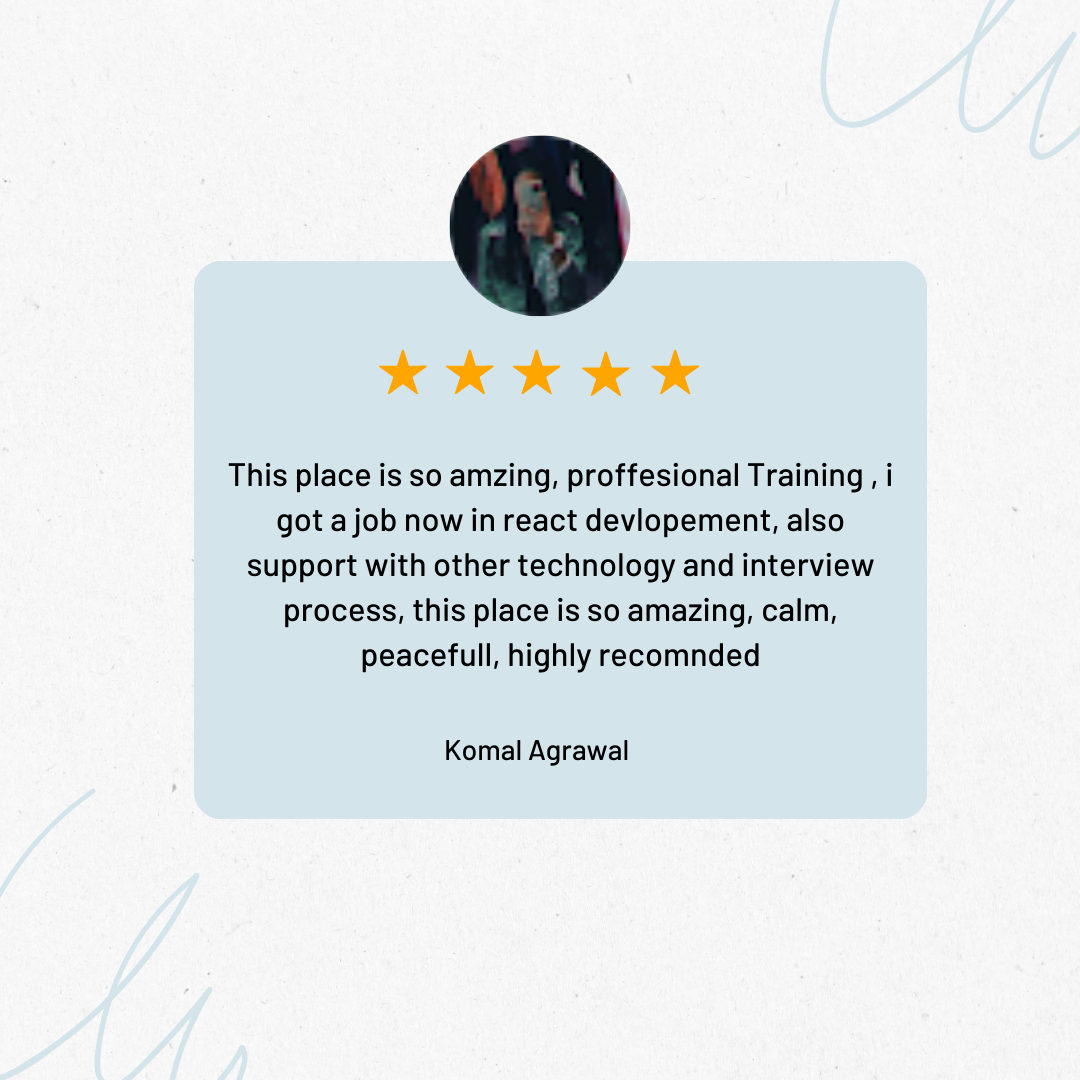 This place is so amzing, proffesional Training , i
got a job now in react devlopement, also
support with other technology and interview
process, this place is so amazing, calm,
peacefull, highly recomnded
Komal Agrawal